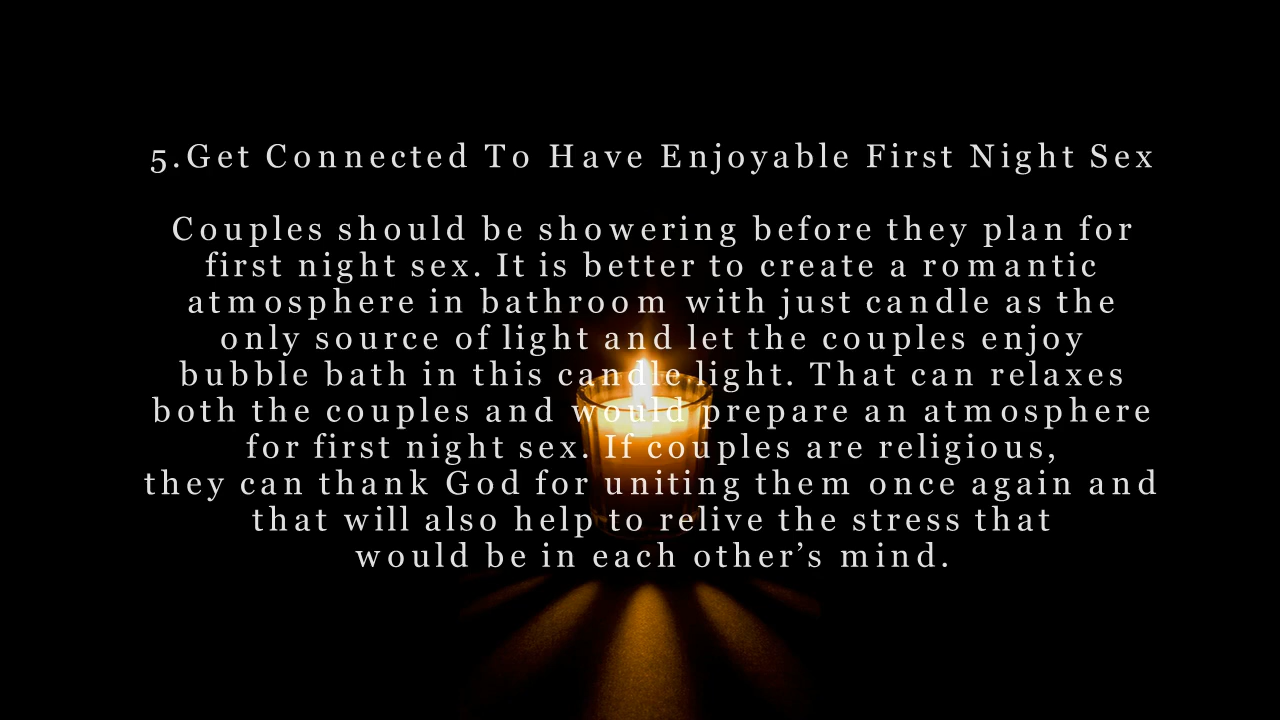 5.Get Connected To Have Enjoyable First Night Sex
Couples should be showering before they plan for
first night sex. It is better to create a romantic
atmosphere in bathroom with just candle as the
only source of light and let the couples enjoy
bubble bath in this candle light. That can relaxes
both the couples and would prepare an atmosphere
for first night sex. If couples are religious,
they can thank God for uniting them once again and
that will also help to relive the stress that
would be in each other’s mind.